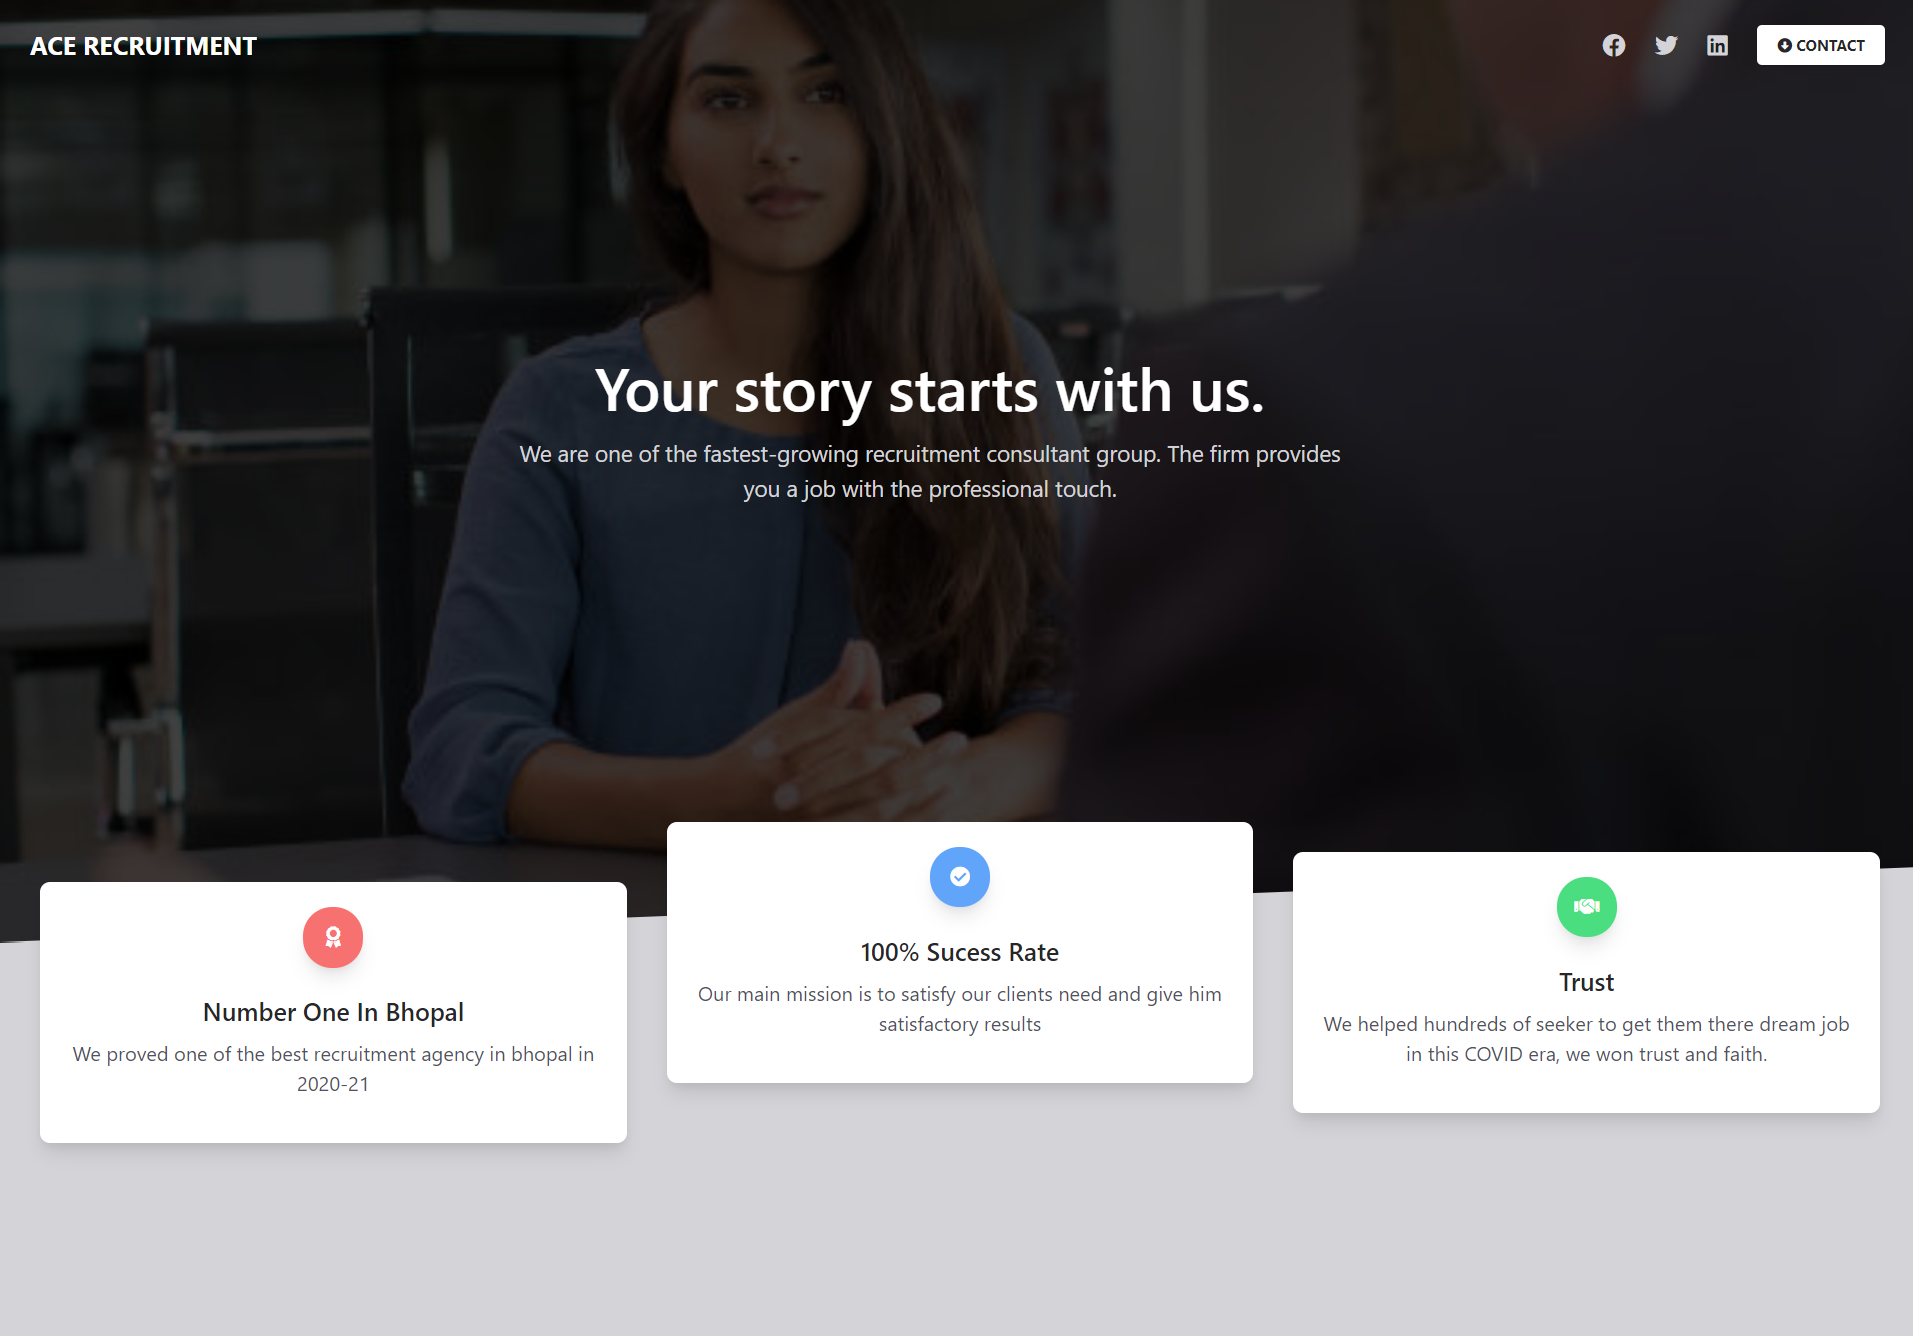 ACE RECRUITMENT
CONTACT
Your story starts with us.
We are one of the fastest-growing recruitment consultant group. The firm provides
you a job with the professional touch.
Number One In Bhopal
We proved one of the best recruitment agency in bhopal in
2020-21
100% Sucess Rate
Our main mission is to satisfy our clients need and give him
satisfactory results
Trust
We helped hundreds of seeker to get them there dream job
in this COVID era, we won trust and faith.